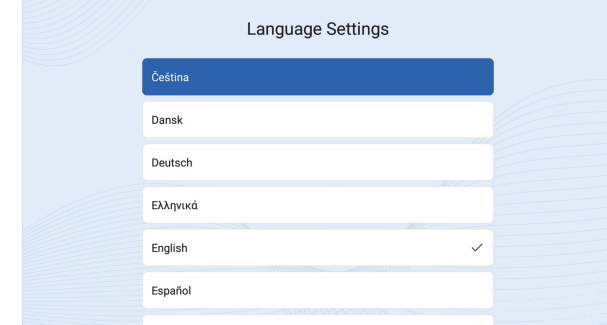 Language Settings
Čeština
Dansk
Deutsch
Ελληνικά
English
Español